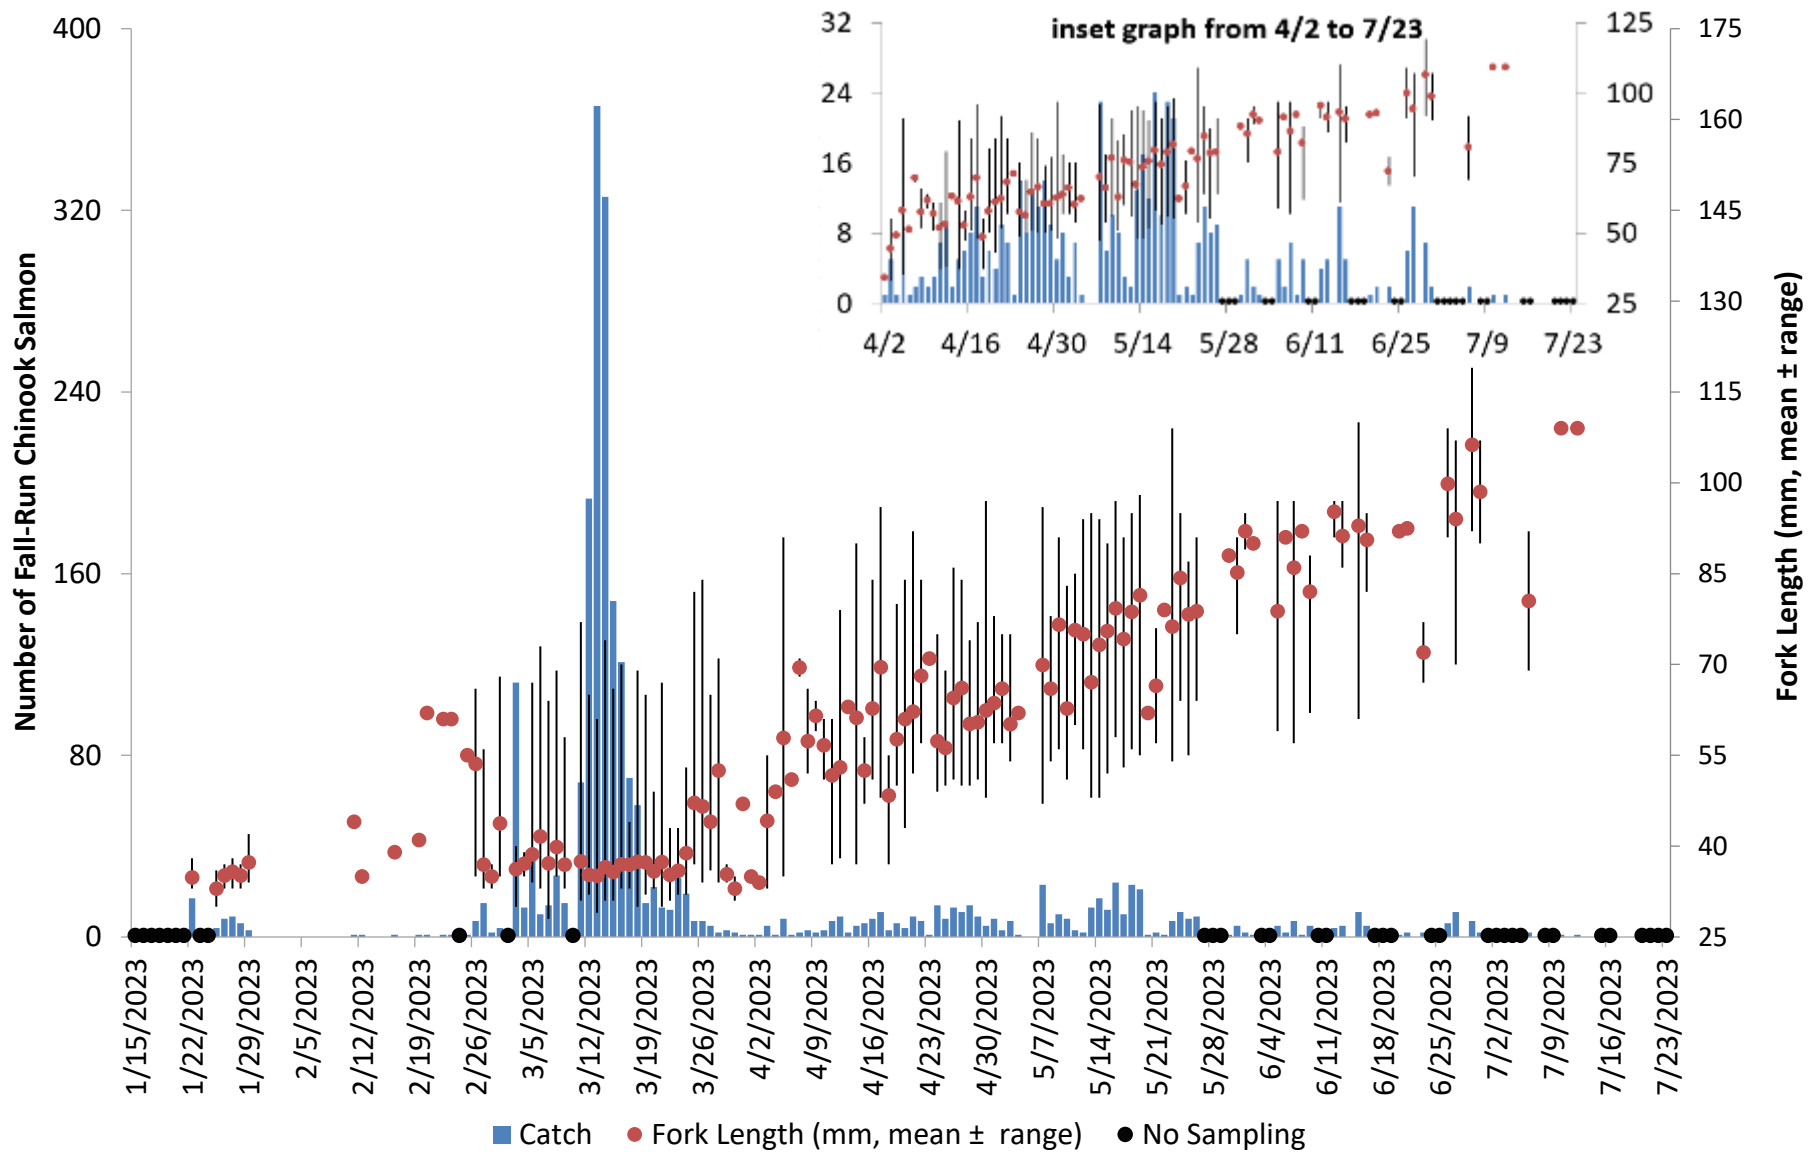 inset graph from 4/2 to 7/23
32 24 16 8 0
125 100 75 50 25
4/2 4/16 4/30 5/14 5/28 6/11 6/25 7/9 7/23
Number of Fall-Run Chinook Salmon
400 320 240 160 80 0
175 160 145 130 115 100 85 70 55 40 25
Fork Length (mm, mean ± range)
1/15/2023 1/22/2023 1/29/2023 2/5/2023 2/12/2023 2/19/2023 2/26/2023 3/5/2023 3/12/2023 3/19/2023 3/26/2023 4/2/2023 4/9/2023 4/16/2023 4/23/2023 4/30/2023 5/7/2023 5/14/2023 5/21/2023 5/28/2023 6/4/2023 6/11/2023 6/18/2023 6/25/2023 7/2/2023 7/9/2023 7/16/2023 7/23/2023
Catch Fork Length (mm, mean ± range) No Sampling